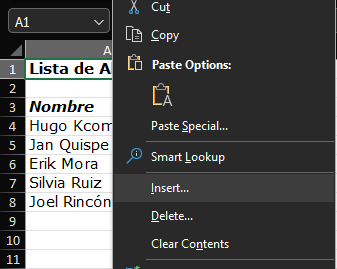 A1
Cut
Copy
Paste Options:
Paste Special...
Smart Lookup
Insert...
Delete...
Clear Contents
A
1 Lista de A
2
3 Nombre
4 Hugo Kcom
5 Jan Quispe
6 Erik Mora
7 Silvia Ruiz
8 Joel Rincón
9
10
11